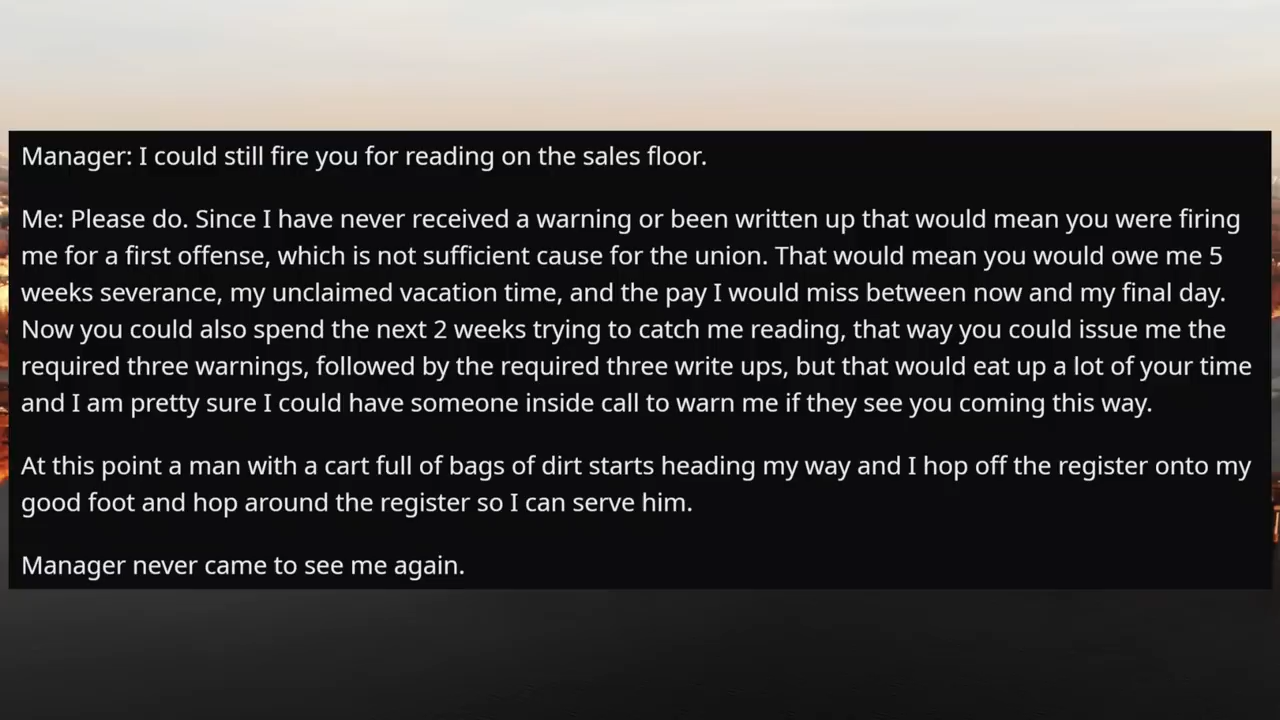 Manager: I could still fire you for reading on the sales floor.
Me: Please do. Since I have never received a warning or been written up that would mean you were firing
me for a first offense, which is not sufficient cause for the union. That would mean you would owe me 5
weeks severance, my unclaimed vacation time, and the pay I would miss between now and my final day.
Now you could also spend the next 2 weeks trying to catch me reading, that way you could issue me the
required three warnings, followed by the required three write ups, but that would eat up a lot of your time
and I am pretty sure I could have someone inside call to warn me if they see you coming this way.
At this point a man with a cart full of bags of dirt starts heading my way and I hop off the register onto my
good foot and hop around the register so I can serve him.
Manager never came to see me again.